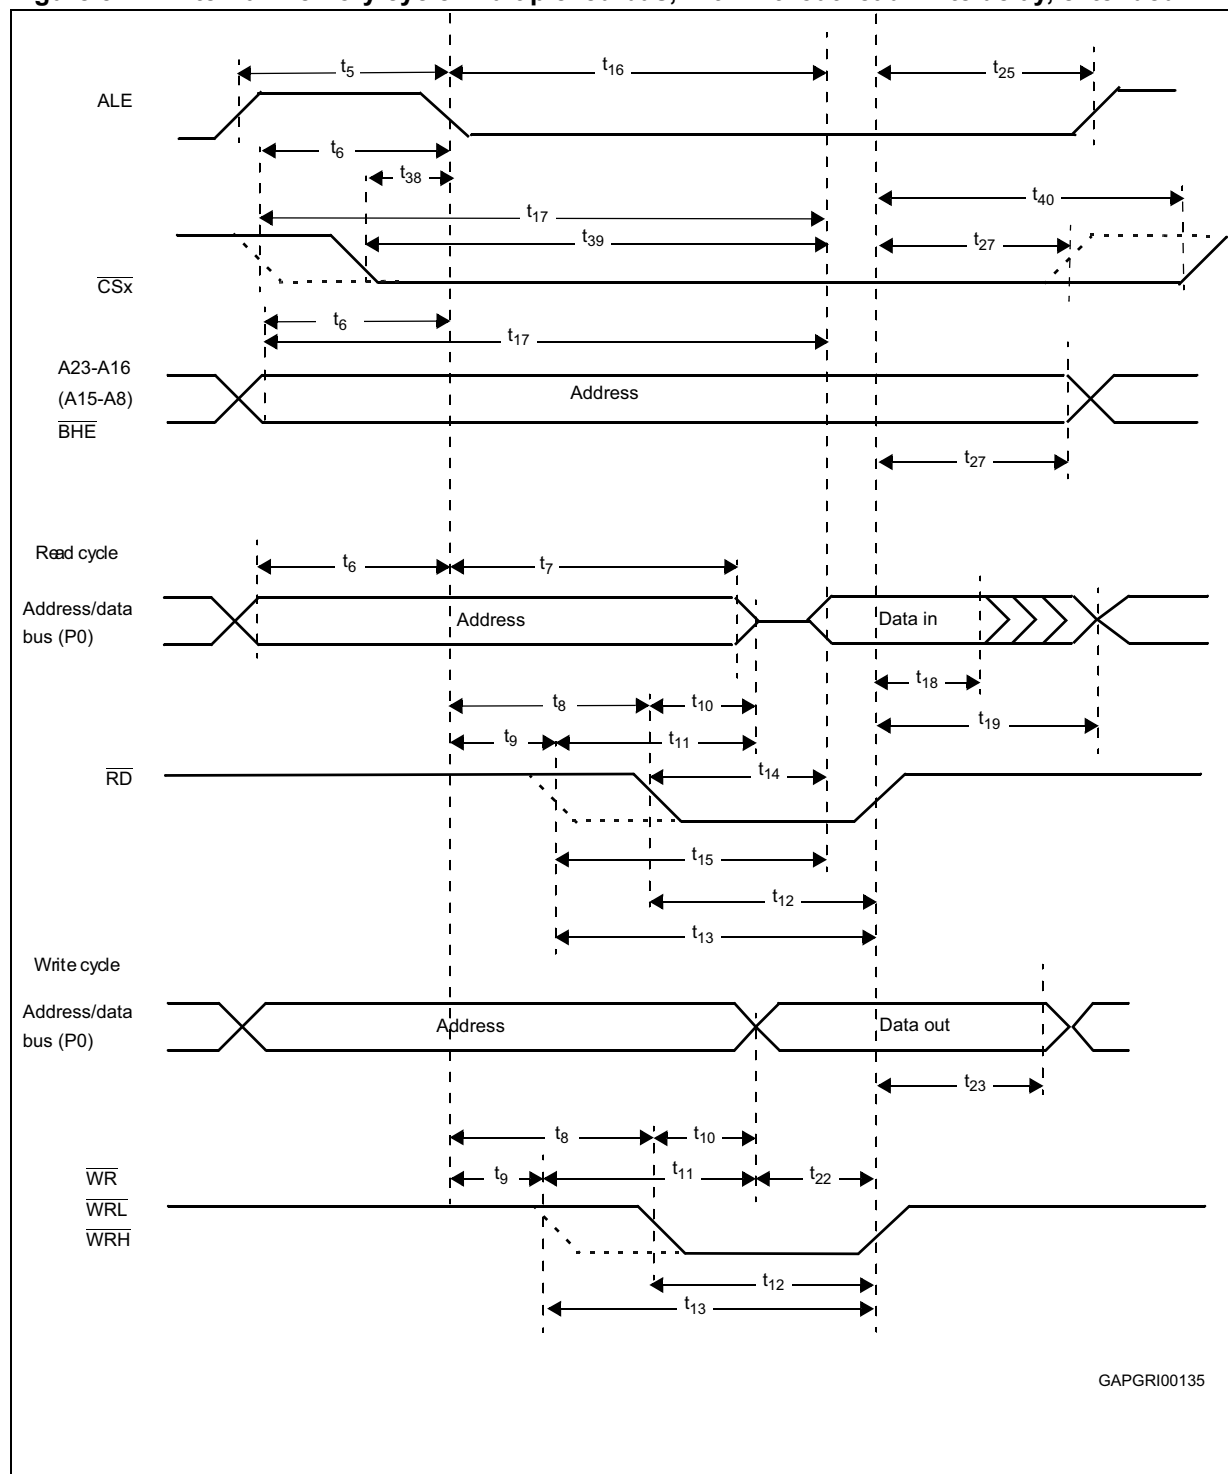 t5
t16
t25
ALE
t6
t38
t40
t17
t39
t27
CSx
t6
t17
A23-A16
(A15-A8)
BHE
Address
t27
Read cycle
t6
t7
Address/data
bus (P0)
Address
Data in
t18
t8
t10
t19
t9
t11
RD
t14
t15
t12
t13
Write cycle
Address/data
bus (P0)
Address
Data out
t23
t8
t10
WR
WRL
WRH
t9
t11
t22
t12
t13
GAPGRI00135